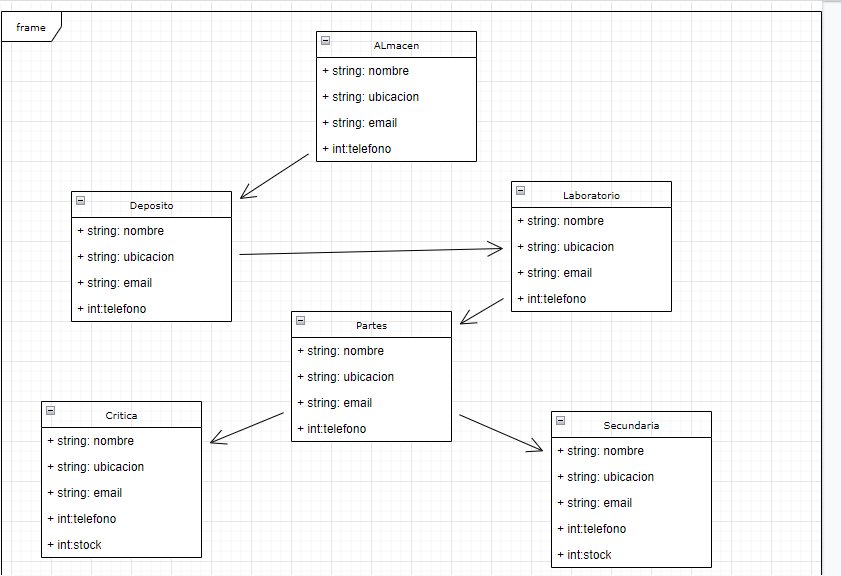 frame
ALmacen
+ string: nombre
+ string: ubicacion
+ string: email
+ int:telefono
Deposito
+ string: nombre
+ string: ubicacion
+ string: email
+ int:telefono
Laboratorio
+ string: nombre
+ string: ubicacion
+ string: email
+ int:telefono
Partes
+ string: nombre
+ string: ubicacion
+ string: email
+ int:telefono
Critica
+ string: nombre
+ string: ubicacion
+ string: email
+ int:telefono
+ int:stock
Secundaria
+ string: nombre
+ string: ubicacion
+ string: email
+ int:telefono
+ int:stock